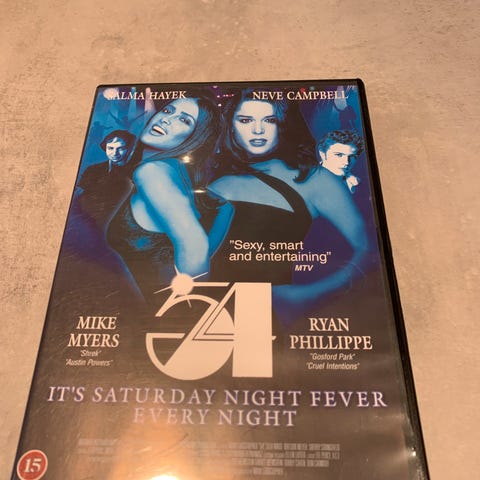 SALMA HAYEK NEVE CAMPBELL
"Sexy, smart
and entertaining"
MTV
54
MIKE
MYERS
'Shrek'
'Austin Powers'
RYAN
PHILLIPPE
'Gosford Park'
'Cruel Intentions'
IT'S SATURDAY NIGHT FEVER
EVERY NIGHT
15